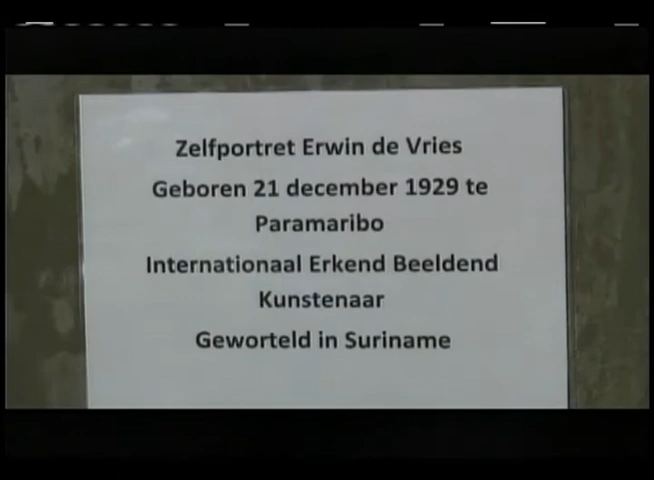 Zelfportret Erwin de Vries
Geboren 21 december 1929 te
Paramaribo
Internationaal Erkend Beeldend
Kunstenaar
Geworteld in Suriname